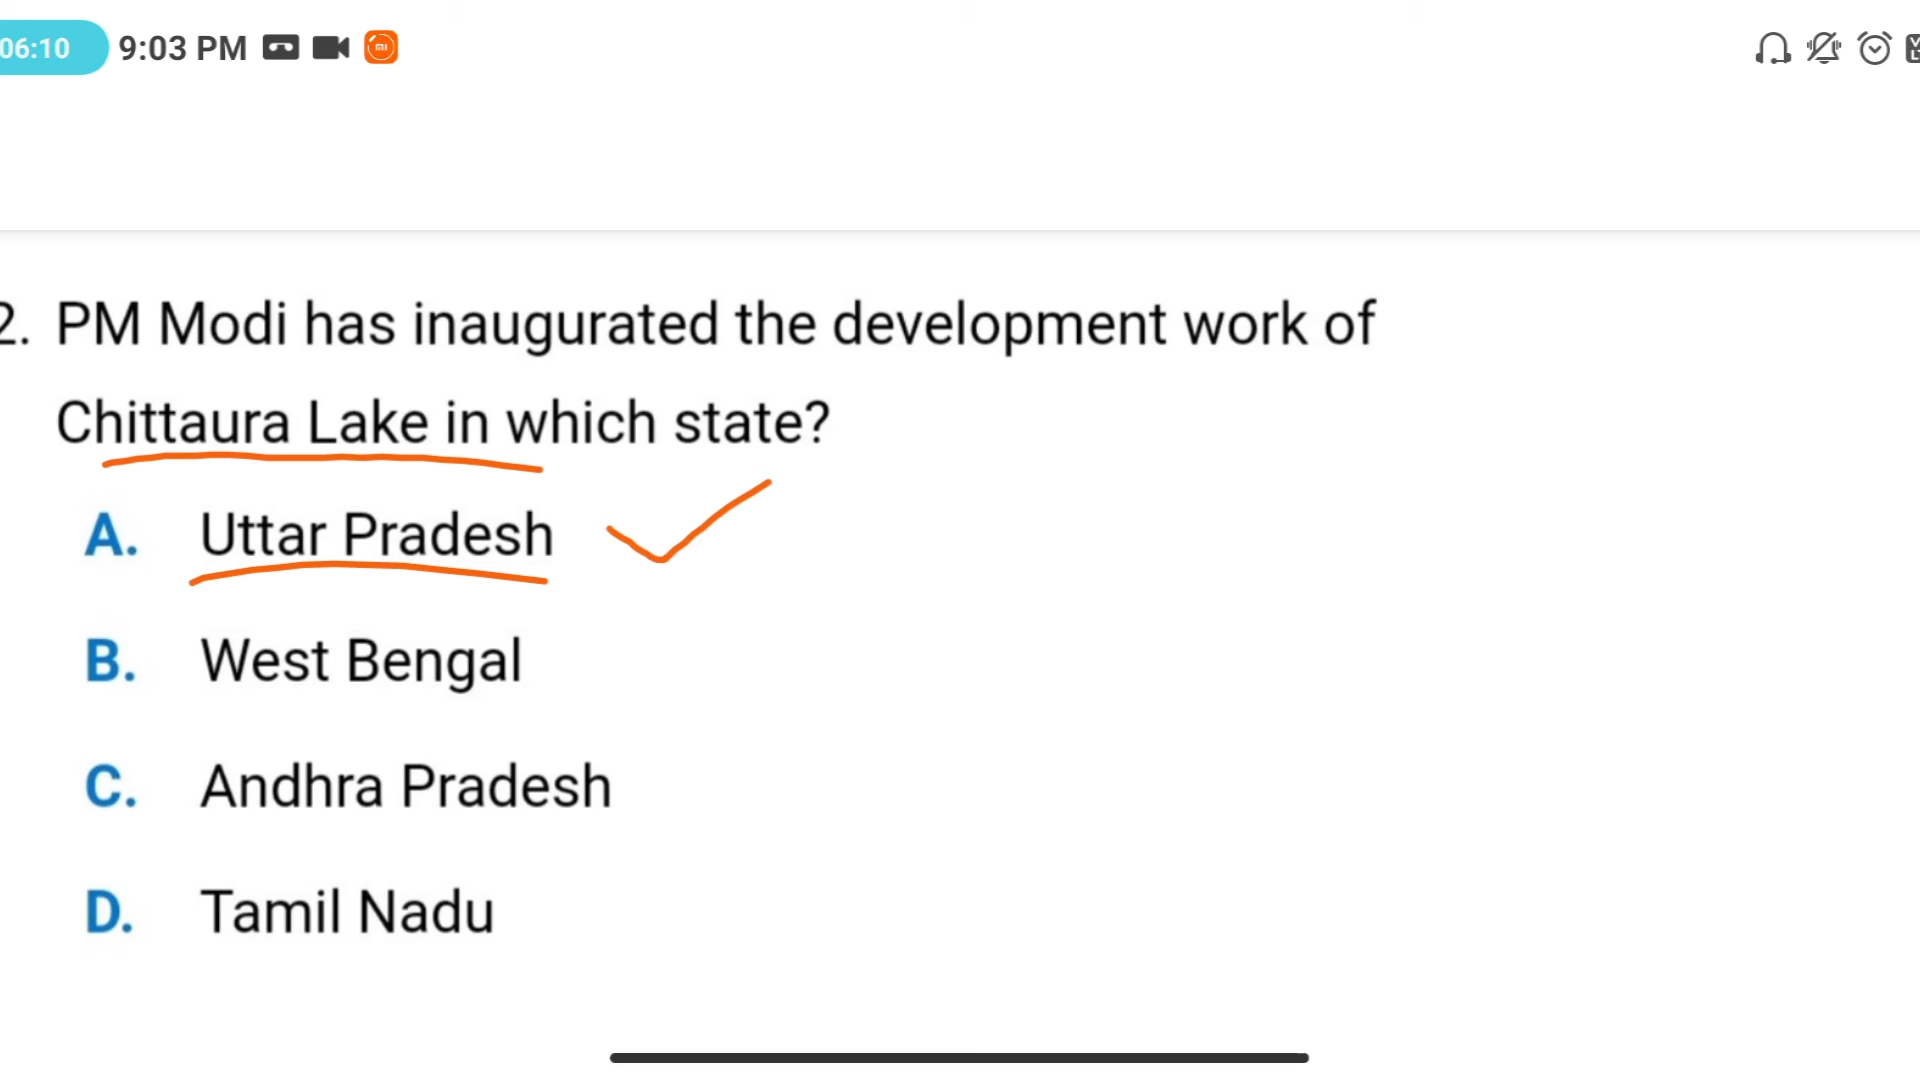 06:10 9:03 PM
2. PM Modi has inaugurated the development work of
Chittaura Lake in which state?
A. Uttar Pradesh
B. West Bengal
C. Andhra Pradesh
D. Tamil Nadu